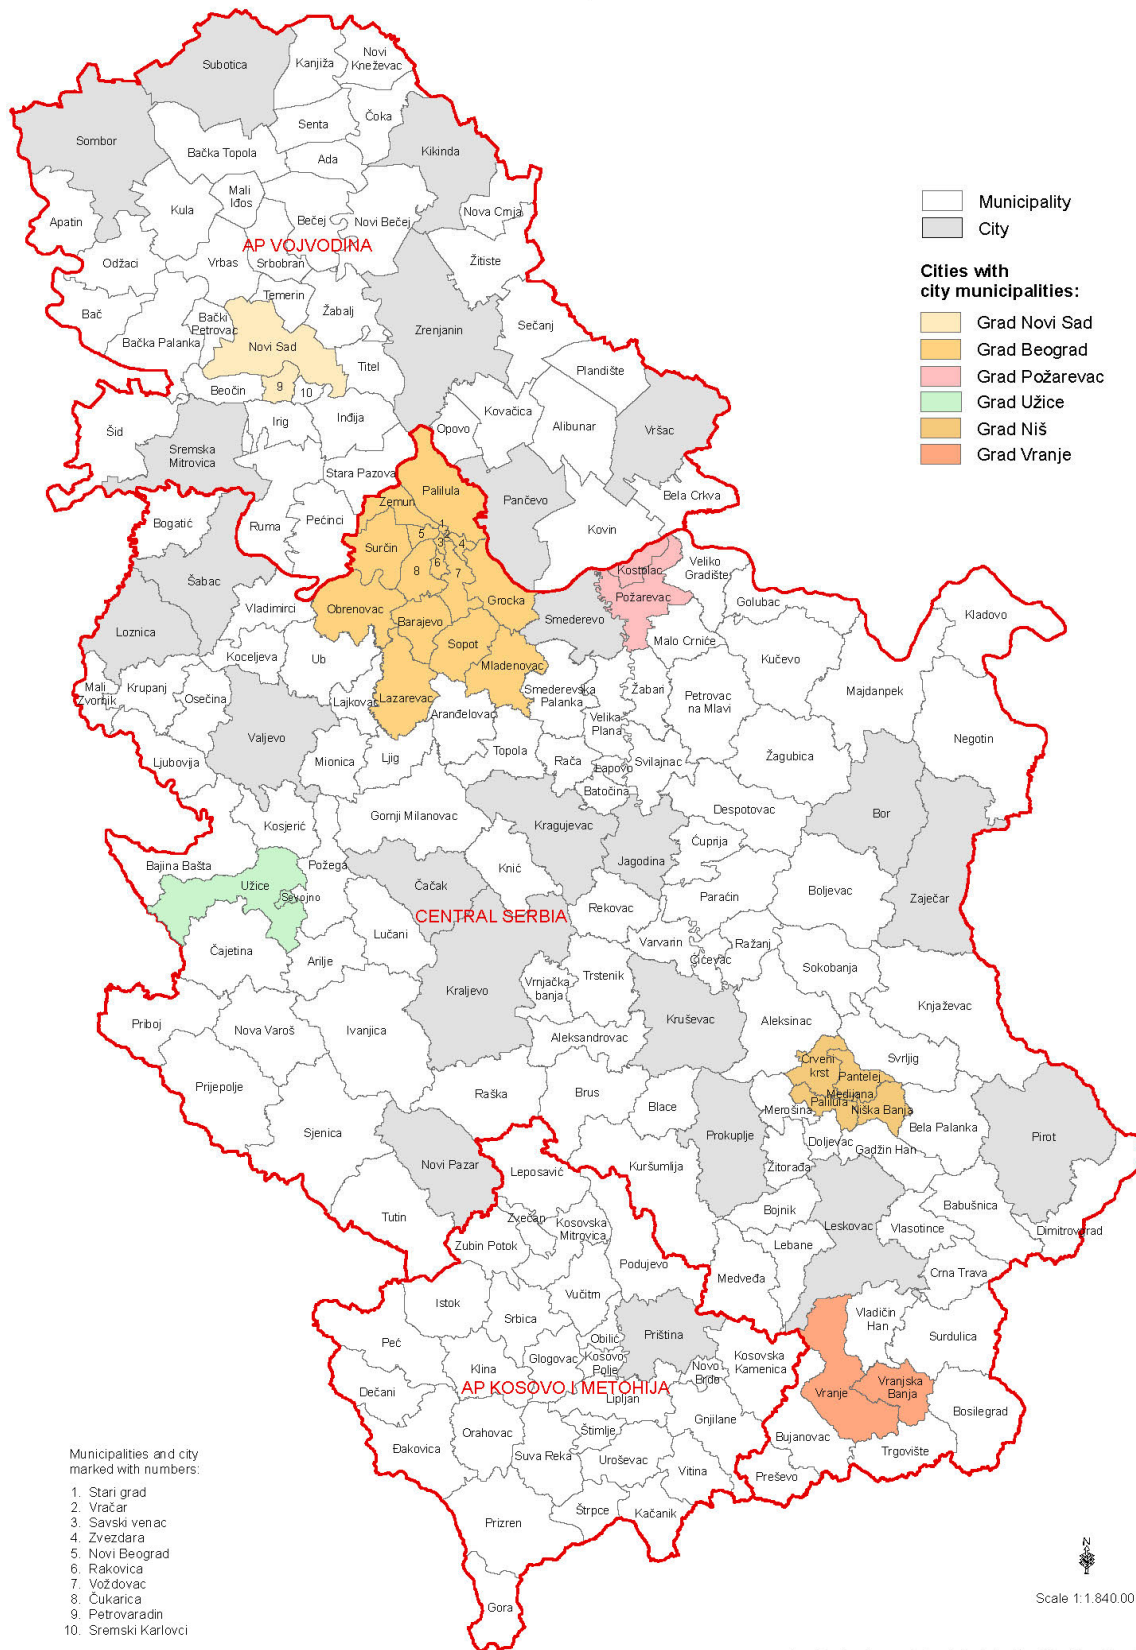 Subotica
Kanjiža
Novi
Kneževac
Sombor
Senta
Čoka
Bačka Topola
Ada
Kikinda
Mali
Iđos
Apatin
Kula
Bečej
Novi Bečej
Nova Crnja
AP VOJVODINA
Odžaci
Vrbas
Srbobran
Žitište
Temerin
Bač
Bački
Petrovac
Žabalj
Bačka Palanka
Novi Sad
Zrenjanin
Sečanj
Titel
Plandište
Beočin
9
10
Irig
Inđija
Kovačica
Opovo
Alibunar
Vršac
Šid
Sremska
Mitrovica
Stara Pazova
Palilula
Pančevo
Bela Crkva
Zemun
Bogatić
Ruma
Pećinci
Kovin
1
2
3
4
5
6
7
8
Surčin
Šabac
Kostolac
Veliko
Gradište
Požarevac
Vladimirci
Obrenovac
Grocka
Golubac
Kladovo
Barajevo
Smederevo
Loznica
Sopot
Malo Crniće
Koceljeva
Ub
Mladenovac
Kučevo
Mali
Zvornik
Krupanj
Osečina
Lajkovac
Lazarevac
Smederevska
Palanka
Žabari
Petrovac
na Mlavi
Majdanpek
Aranđelovac
Velika
Plana
Valjevo
Negotin
Ljubovija
Mionica
Ljig
Topola
Rača
Lapovo
Svilajnac
Žagubica
Batočina
Gornji Milanovac
Despotovac
Bor
Kosjerić
Kragujevac
Ćuprija
Bajina Bašta
Požega
Knić
Jagodina
Užice
Čačak
Boljevac
Sevojno
Paraćin
Zaječar
CENTRAL SERBIA
Rekovac
Lučani
Čajetina
Arilje
Varvarin
Ražanj
Ćićevac
Sokobanja
Trstenik
Vrnjačka
banja
Kraljevo
Knjaževac
Priboj
Nova Varoš
Ivanjica
Kruševac
Aleksinac
Aleksandrovac
Svrljig
Crveni
krst
Prijepolje
Pantelej
Medijana
Palilula
Niška Banja
Raška
Brus
Blace
Merošina
Bela Palanka
Sjenica
Prokuplje
Pirot
Doljevac
Gadžin Han
Novi Pazar
Kuršumlija
Žitorađa
Leposavić
Tutin
Bojnik
Babušnica
Zvečan
Kosovska
Mitrovica
Leskovac
Vlasotince
Dimitrovgrad
Zubin Potok
Lebane
Podujevo
Medveđa
Crna Trava
Istok
Vučitrn
Srbica
Vladičin
Han
Peć
Obilić
Priština
Surdulica
Klina
Glogovac
Kosovo
Polje
Novo
Brdo
Kosovska
Kamenica
Dečani
AP KOSOVO I METOHIJA
Lipljan
Vranje
Vranjska
Banja
Gnjilane
Bosilegrad
Đakovica
Orahovac
Štimlje
Bujanovac
Suva Reka
Uroševac
Vitina
Trgovište
Preševo
Štrpce
Kačanik
Prizren
Gora
Municipality
City
Cities with
city municipalities:
Grad Novi Sad
Grad Beograd
Grad Požarevac
Grad Užice
Grad Niš
Grad Vranje
Municipalities and city
marked with numbers:
1. Stari grad
2. Vračar
3. Savski venac
4. Zvezdara
5. Novi Beograd
6. Rakovica
7. Voždovac
8. Čukarica
9. Petrovaradin
10. Sremski Karlovci
N
Scale 1:1.840.00